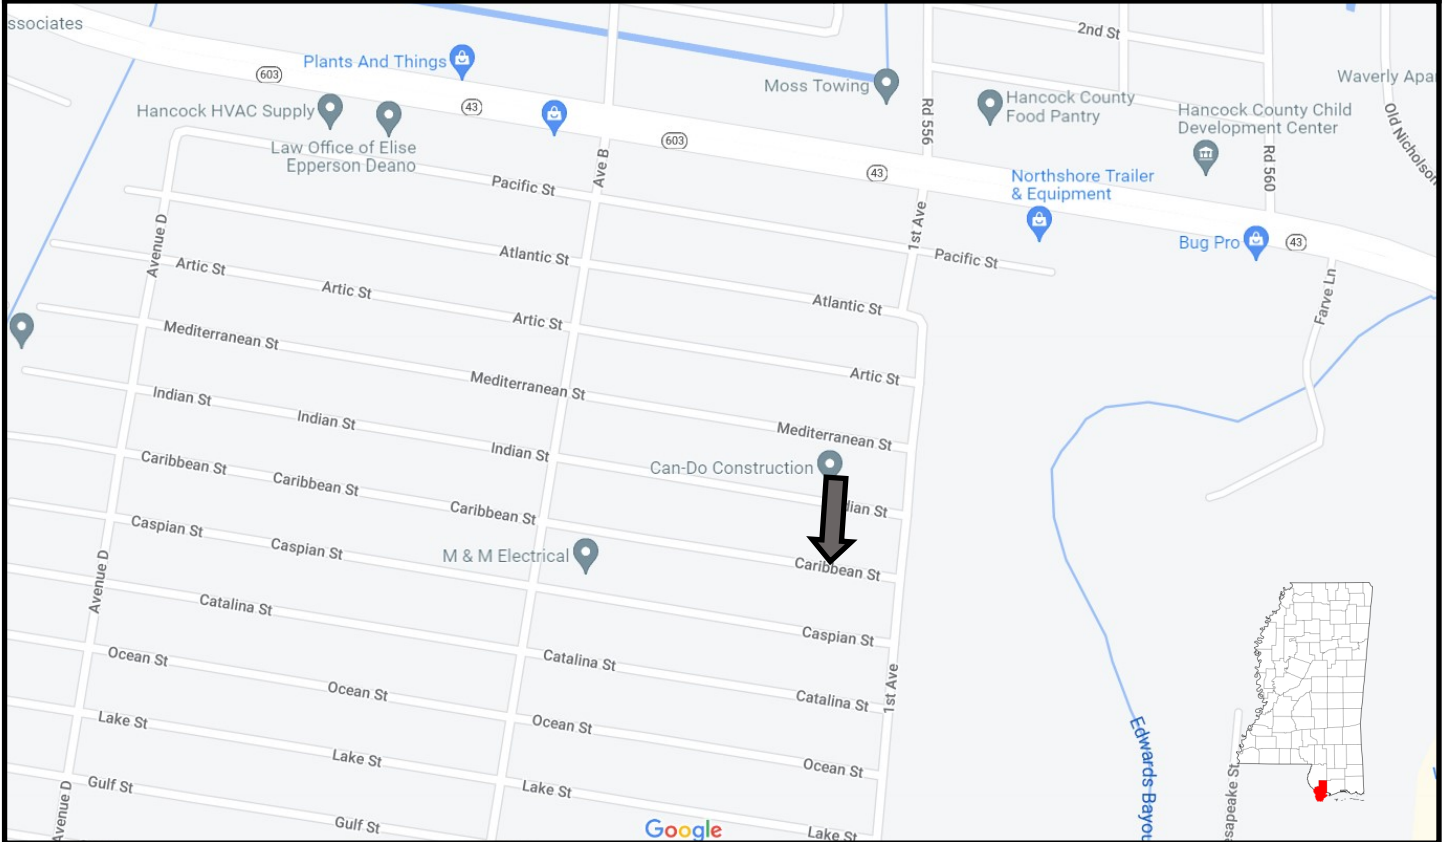 ssociates
2nd St
Plants And Things
603
Moss Towing
Waverly Apar
Hancock HVAC Supply
43
Rd 556
Hancock County
Food Pantry
Hancock County Child
Development Center
Old Nicholson
Law Office of Elise
Epperson Deano
603
Ave B
43
Rd 560
Northshore Trailer
& Equipment
Pacific St
Avenue D
1st Ave
Bug Pro
43
Atlantic St
Pacific St
Artic St
Artic St
Atlantic St
Farve Ln
Artic St
Mediterranean St
Artic St
Mediterranean St
Indian St
Indian St
Mediterranean St
Indian St
Can-Do Construction
Caribbean St
Caribbean St
dian St
Caribbean St
Caspian St
Caspian St
M & M Electrical
Caribbean St
Avenue D
Catalina St
Caspian St
Ocean St
Catalina St
Ocean St
Catalina St
1st Ave
Lake St
Ocean St
Edwards Bayou
Lake St
Ocean St
Gulf St
Lake St
esapeake St
Avenue D
Gulf St
Google
Lake St